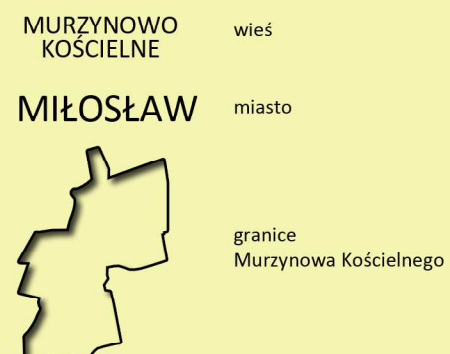 MURZYNOWO
KOŚCIELNE
wieś
MIŁOSŁAW
miasto
granice
Murzynowa Kościelnego